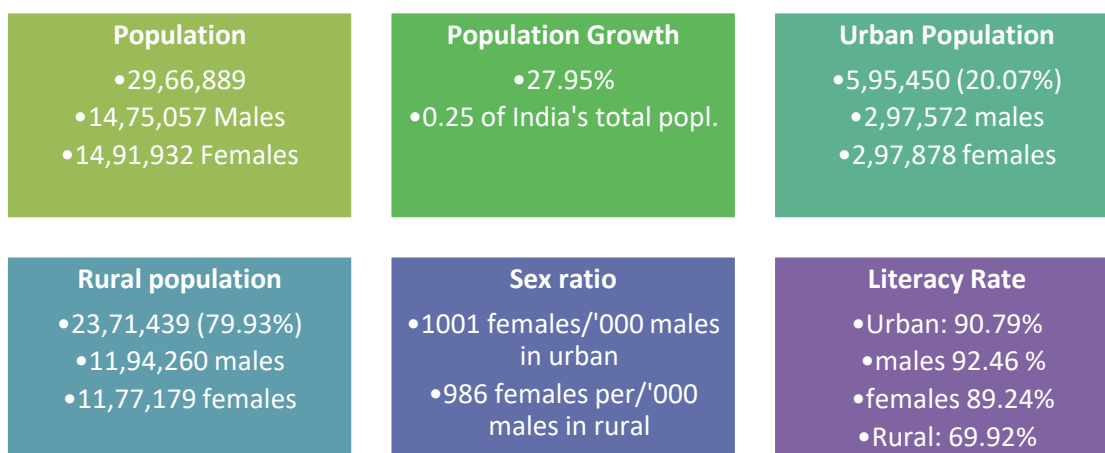 Population
•29,66,889
•14,75,057 Males
•14,91,932 Females
Population Growth
•27.95%
•0.25 of India's total popl.
Urban Population
•5,95,450 (20.07%)
•2,97,572 males
•2,97,878 females
Rural population
•23,71,439 (79.93%)
•11,94,260 males
•11,77,179 females
Sex ratio
•1001 females/'000 males
in urban
•986 females per/'000
males in rural
Literacy Rate
•Urban: 90.79%
•males 92.46 %
•females 89.24%
•Rural: 69.92%